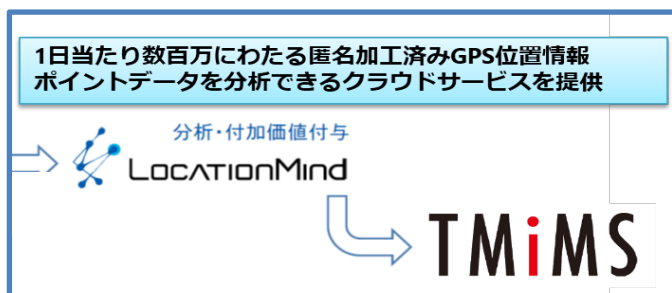 1日当たり数百万にわたる匿名加工済みGPS位置情報
ポイントデータを分析できるクラウドサービスを提供
分析・付加価値付与
LocationMind
TMiMS